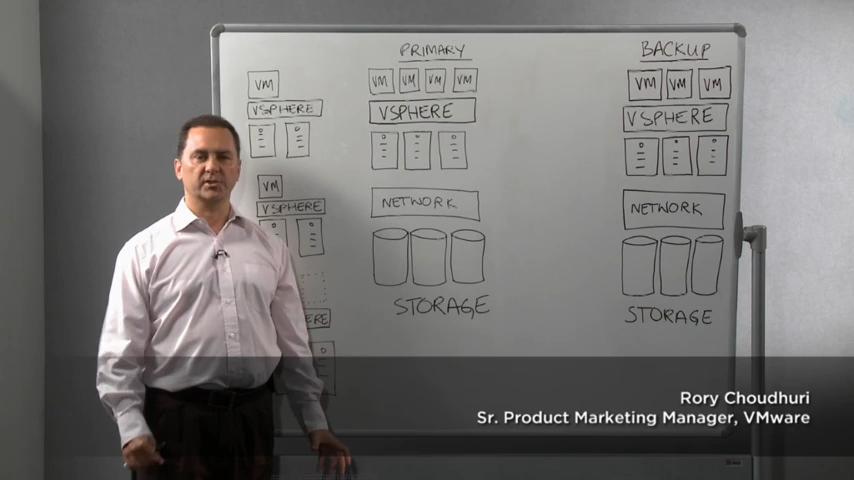 PRIMARY
BACKUP
VM
VSPHERE
VM
VSPHERE
ERE
VM VM VM VM
VSPHERE
NETWORK
STORAGE
VM VM VM
VSPHERE
NETWORK
STORAGE
Rory Choudhuri
Sr. Product Marketing Manager, VMware